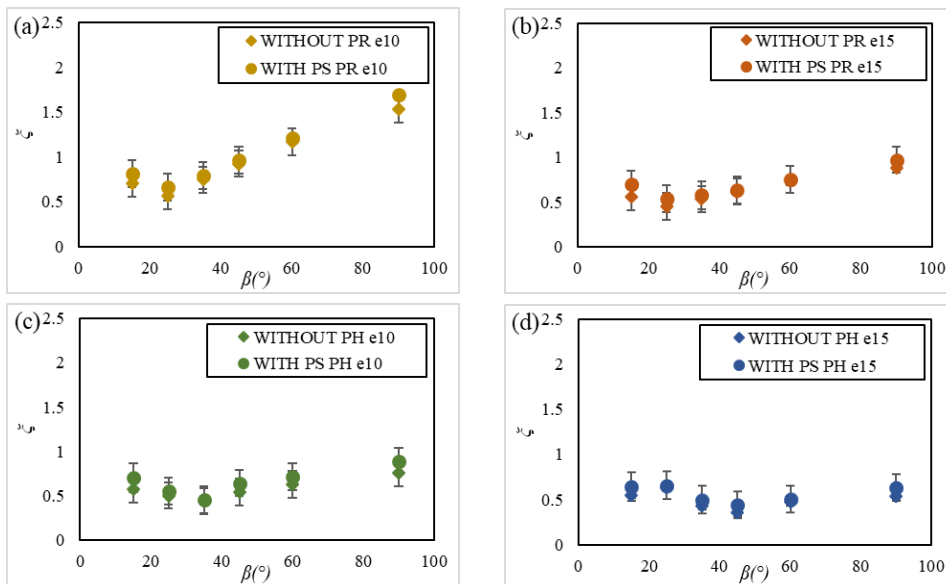 (a)
2.5
2
1.5
1
0.5
0
ξ
WITHOUT PR e10
WITH PS PR e10
0 20 40 60 80 100
β(°)
(b)
2.5
2
1.5
1
0.5
0
ξ
WITHOUT PR e15
WITH PS PR e15
0 20 40 60 80 100
β(°)
(c)
2.5
2
1.5
1
0.5
0
ξ
WITHOUT PH e10
WITH PS PH e10
0 20 40 60 80 100
β(°)
(d)
2.5
2
1.5
1
0.5
0
ξ
WITHOUT PH e15
WITH PS PH e15
0 20 40 60 80 100
β(°)